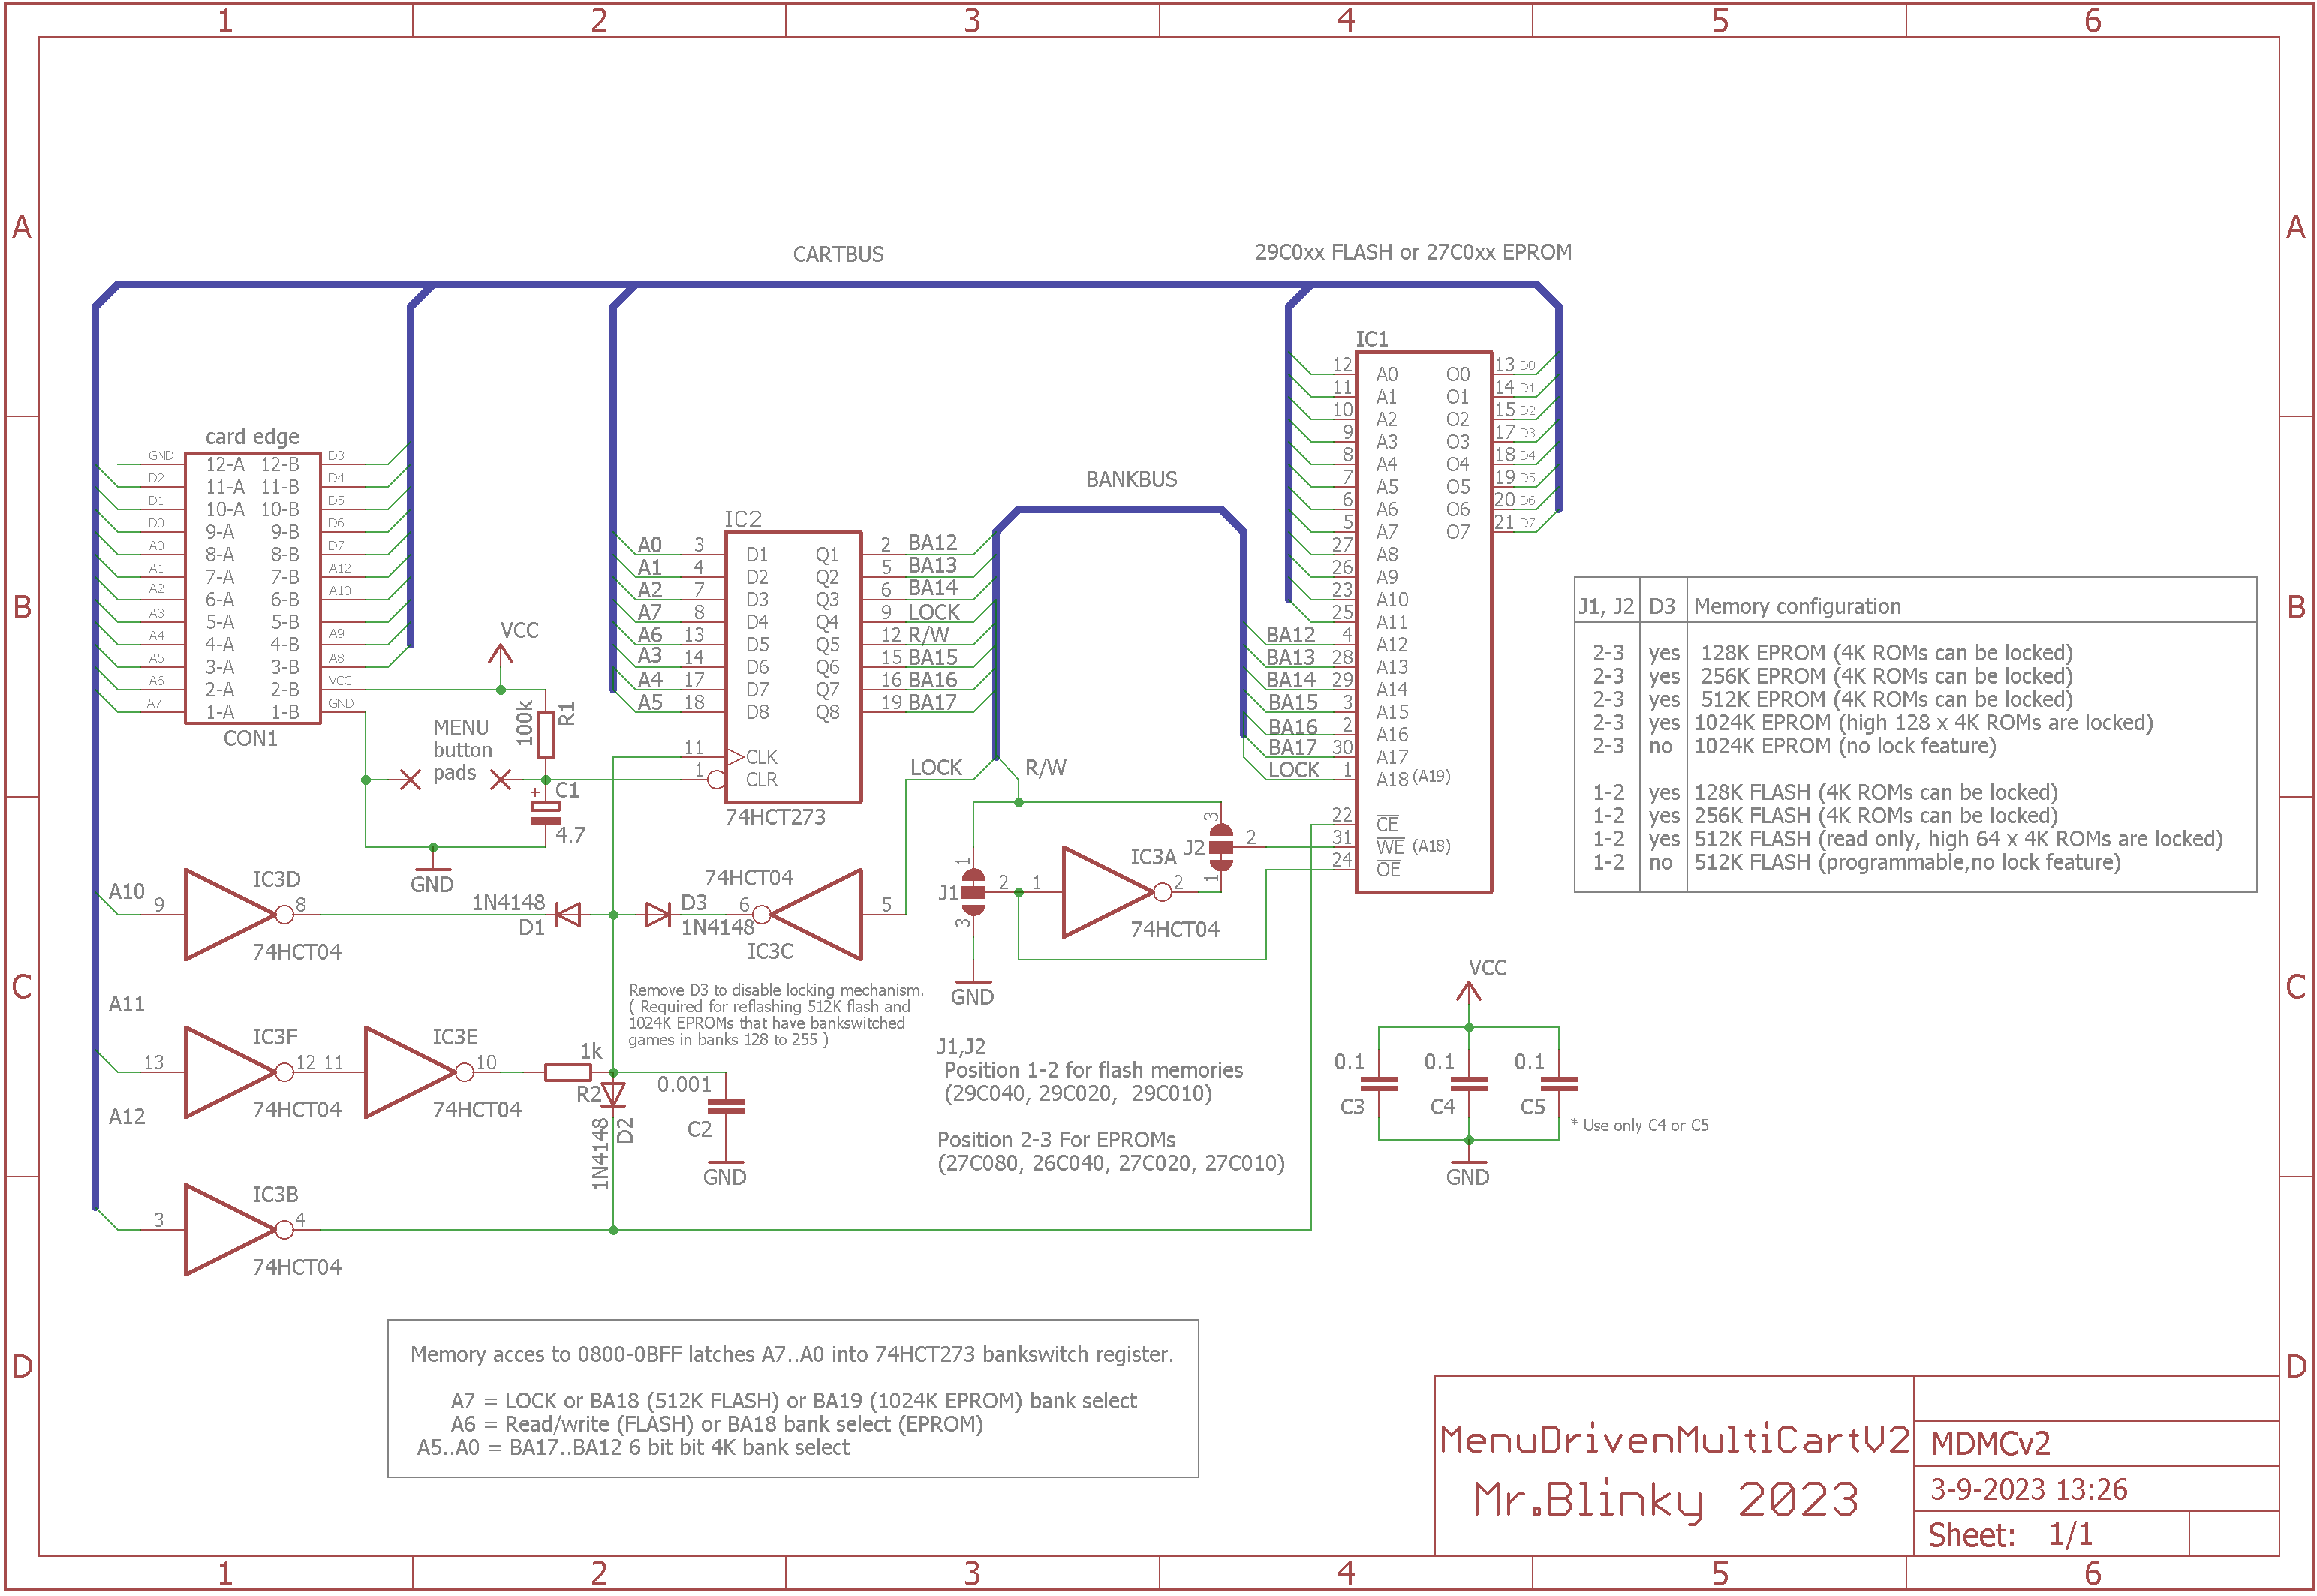 1 2 3 4 5 6
A A
CARTBUS
29C0xx FLASH or 27C0xx EPROM
IC1
12 A0 O0 13 D0
11 A1 O1 14 D1
10 A2 O2 15 D2
9 A3 O3 17 D3
8 A4 O4 18 D4
7 A5 O5 19 D5
6 A6 O6 20 D6
5 A7 O7 21 D7
27 A8
26 A9
23 A10
25 A11
BA12 4 A12
BA13 28 A13
BA14 29 A14
BA15 3 A15
BA16 2 A16
BA17 30 A17
LOCK 1 A18 (A19)
22 CE
31 WE (A18)
24 OE
card edge
GND 12-A 12-B D3
D2 11-A 11-B D4
D1 10-A 10-B D5
D0 9-A 9-B D6
A0 8-A 8-B D7
A1 7-A 7-B A12
A2 6-A 6-B A10
A3 5-A 5-B
A4 4-A 4-B A9
A5 3-A 3-B A8
A6 2-A 2-B VCC
A7 1-A 1-B GND
CON1
VCC
MENU
button
pads
100k
R1
+
C1
4.7
GND
IC2
A0 3 D1 Q1 2 BA12
A1 4 D2 Q2 5 BA13
A2 7 D3 Q3 6 BA14
A7 8 D4 Q4 9 LOCK
A6 13 D5 Q5 12 R/W
A3 14 D6 Q6 15 BA15
A4 17 D7 Q7 16 BA16
A5 18 D8 Q8 19 BA17
11 CLK
1 CLR
74HCT273
BANKBUS
LOCK
R/W
B B
J1, J2 D3 Memory configuration
2-3 yes 128K EPROM (4K ROMs can be locked)
2-3 yes 256K EPROM (4K ROMs can be locked)
2-3 yes 512K EPROM (4K ROMs can be locked)
2-3 yes 1024K EPROM (high 128 x 4K ROMs are locked)
2-3 no 1024K EPROM (no lock feature)
1-2 yes 128K FLASH (4K ROMs can be locked)
1-2 yes 256K FLASH (4K ROMs can be locked)
1-2 yes 512K FLASH (read only, high 64 x 4K ROMs are locked)
1-2 no 512K FLASH (programmable,no lock feature)
A10
9
IC3D
8
74HCT04
1N4148
D1
D3
1N4148
6
74HCT04
IC3C
5
J1
1
2
3
GND
1
IC3A
2
74HCT04
J2
3
2
1
C C
A11
13
IC3F
12
74HCT04
11
IC3E
10
74HCT04
1k
R2
Remove D3 to disable locking mechanism.
( Required for reflashing 512K flash and
1024K EPROMs that have bankswitched
games in banks 128 to 255 )
0.001
C2
GND
1N4148
D2
J1,J2
Position 1-2 for flash memories
(29C040, 29C020, 29C010)
Position 2-3 For EPROMs
(27C080, 26C040, 27C020, 27C010)
VCC
0.1 0.1 0.1
C3 C4 C5
* Use only C4 or C5
GND
A12
3
IC3B
4
74HCT04
D D
Memory acces to 0800-0BFF latches A7..A0 into 74HCT273 bankswitch register.
A7 = LOCK or BA18 (512K FLASH) or BA19 (1024K EPROM) bank select
A6 = Read/write (FLASH) or BA18 bank select (EPROM)
A5..A0 = BA17..BA12 6 bit bit 4K bank select
MenuDrivenMultiCartV2
Mr.Blinky 2023
MDMCv2
3-9-2023 13:26
Sheet: 1/1
1 2 3 4 5 6